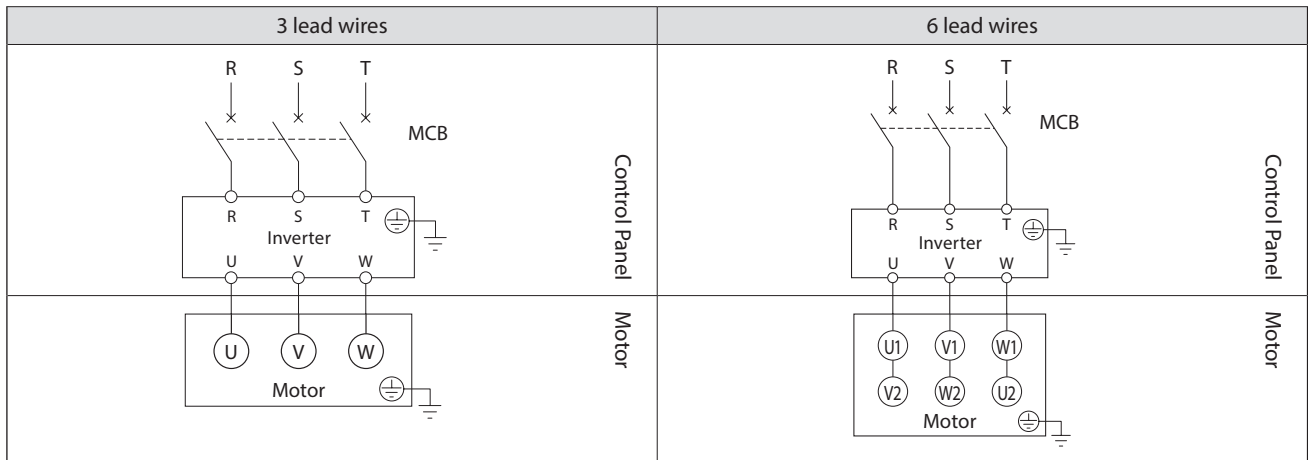 3 lead wires
R S T
MCB
R S T
Inverter
U V W
Control Panel
U V W
Motor
Motor
6 lead wires
R S T
MCB
R S T
Inverter
U V W
Control Panel
U1 V1 W1
V2 W2 U2
Motor
Motor